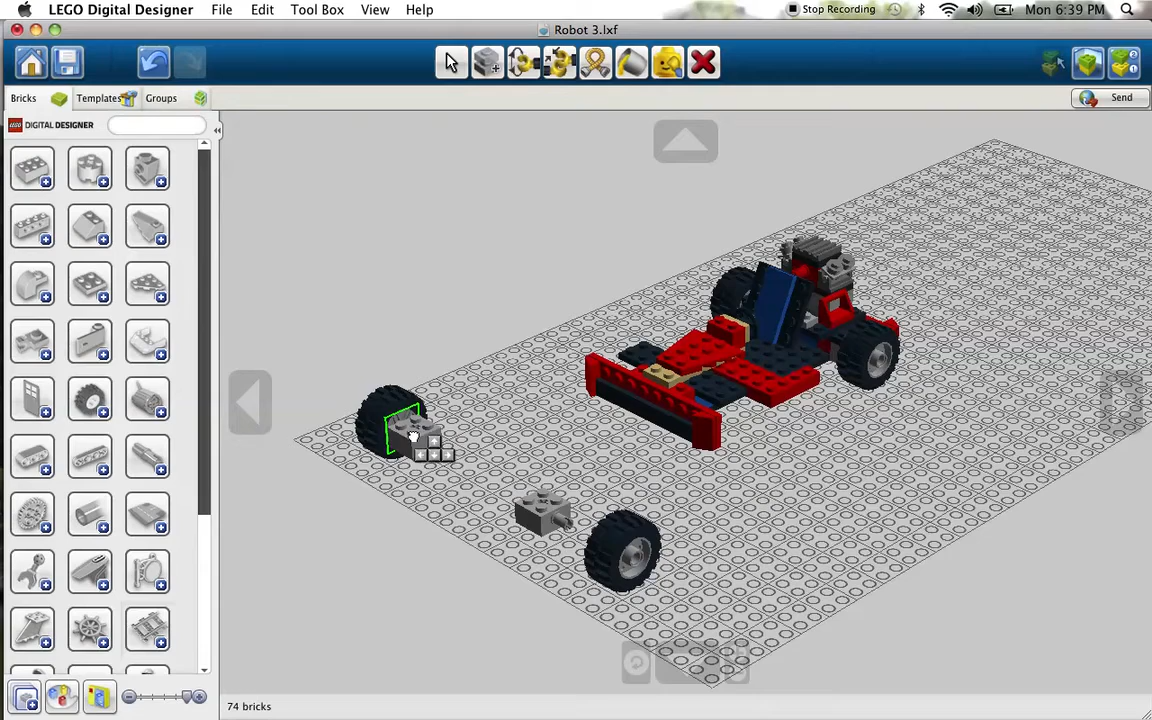 LEGO Digital Designer File Edit Tool Box View Help Stop Recording Mon 6:39 PM
Robot 3.lxf
Bricks Templates Groups Send
LEGO DIGITAL DESIGNER
74 bricks